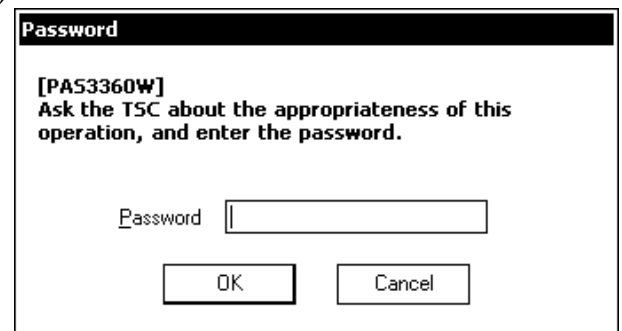 Password
[PAS3360W]
Ask the TSC about the appropriateness of this
operation, and enter the password.
Password
OK Cancel